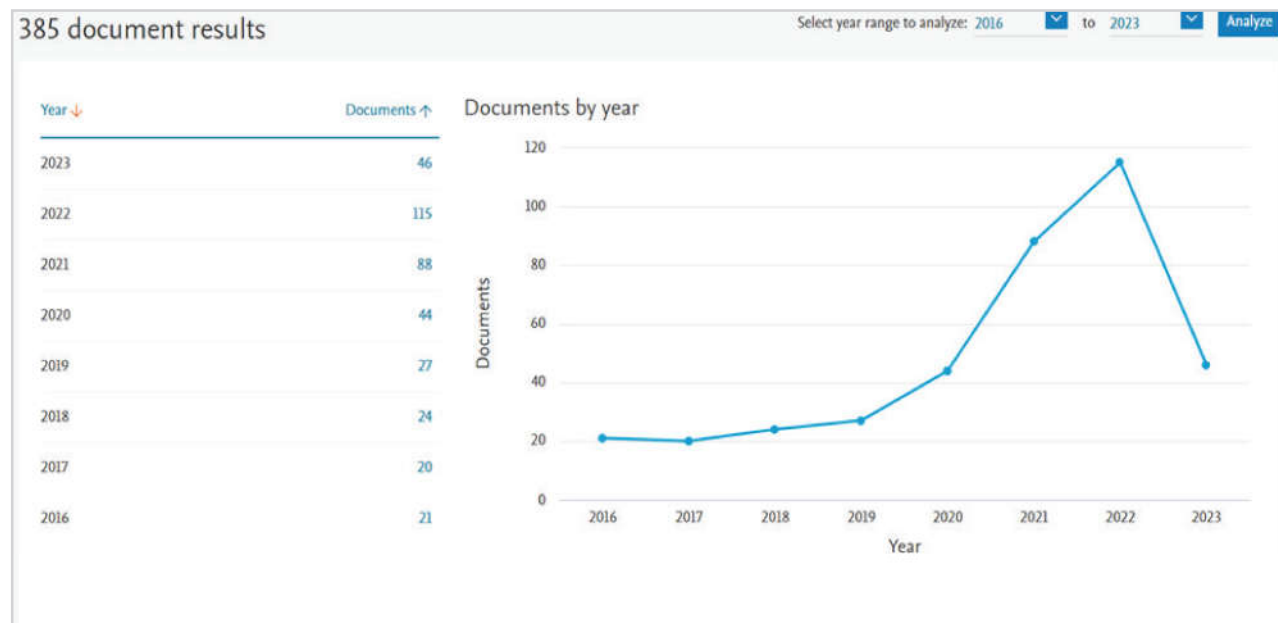 385 document results
Select year range to analyze: 2016 to 2023 Analyze
Year Documents
2023 46
2022 115
2021 88
2020 44
2019 27
2018 24
2017 20
2016 21
Documents by year
120
100
80
60
40
20
0
Documents
2016 2017 2018 2019 2020 2021 2022 2023
Year